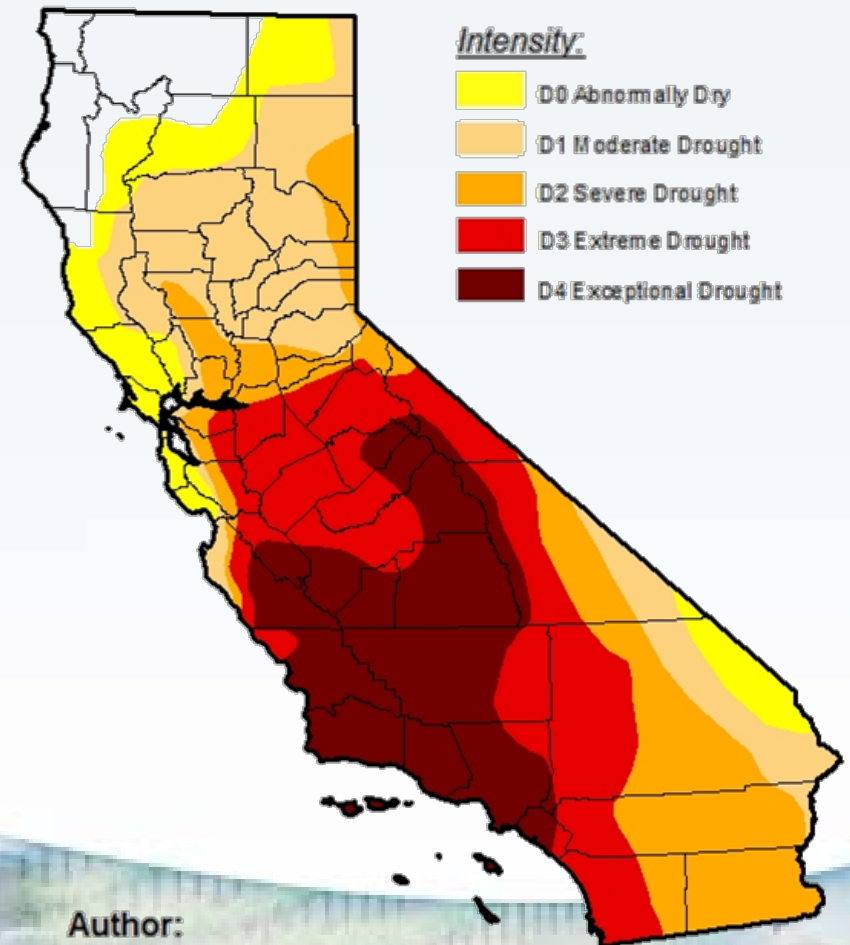 Intensity:
D0 Abnormally Dry
D1 Moderate Drought
D2 Severe Drought
D3 Extreme Drought
D4 Exceptional Drought
Author: